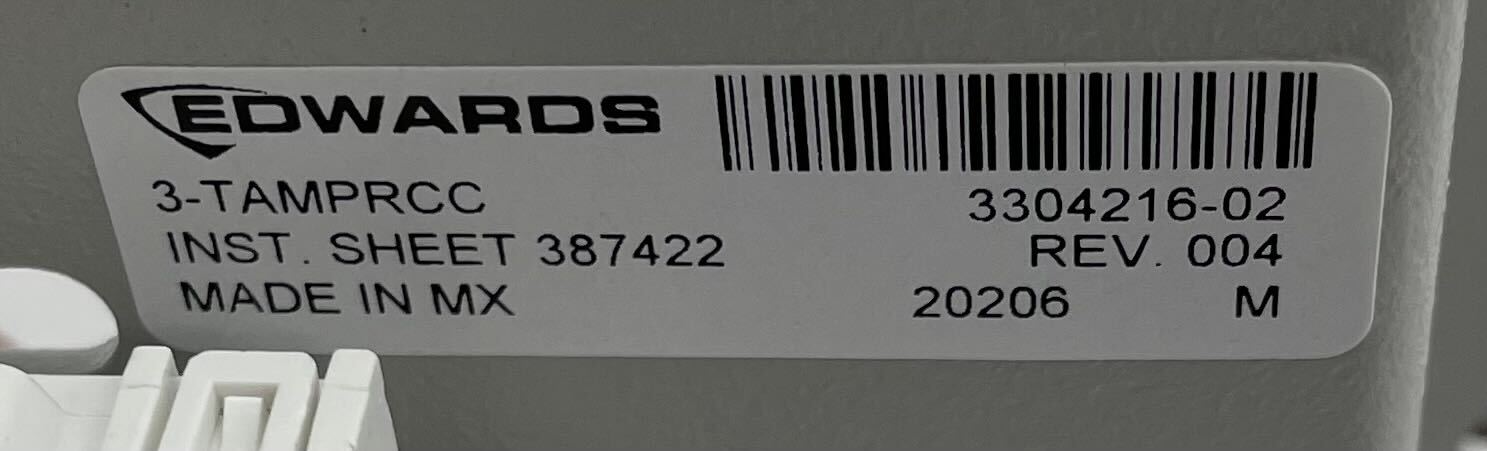 EDWARDS
3-TAMPRCC
3304216-02
INST. SHEET 387422
REV. 004
MADE IN MX
20206 M